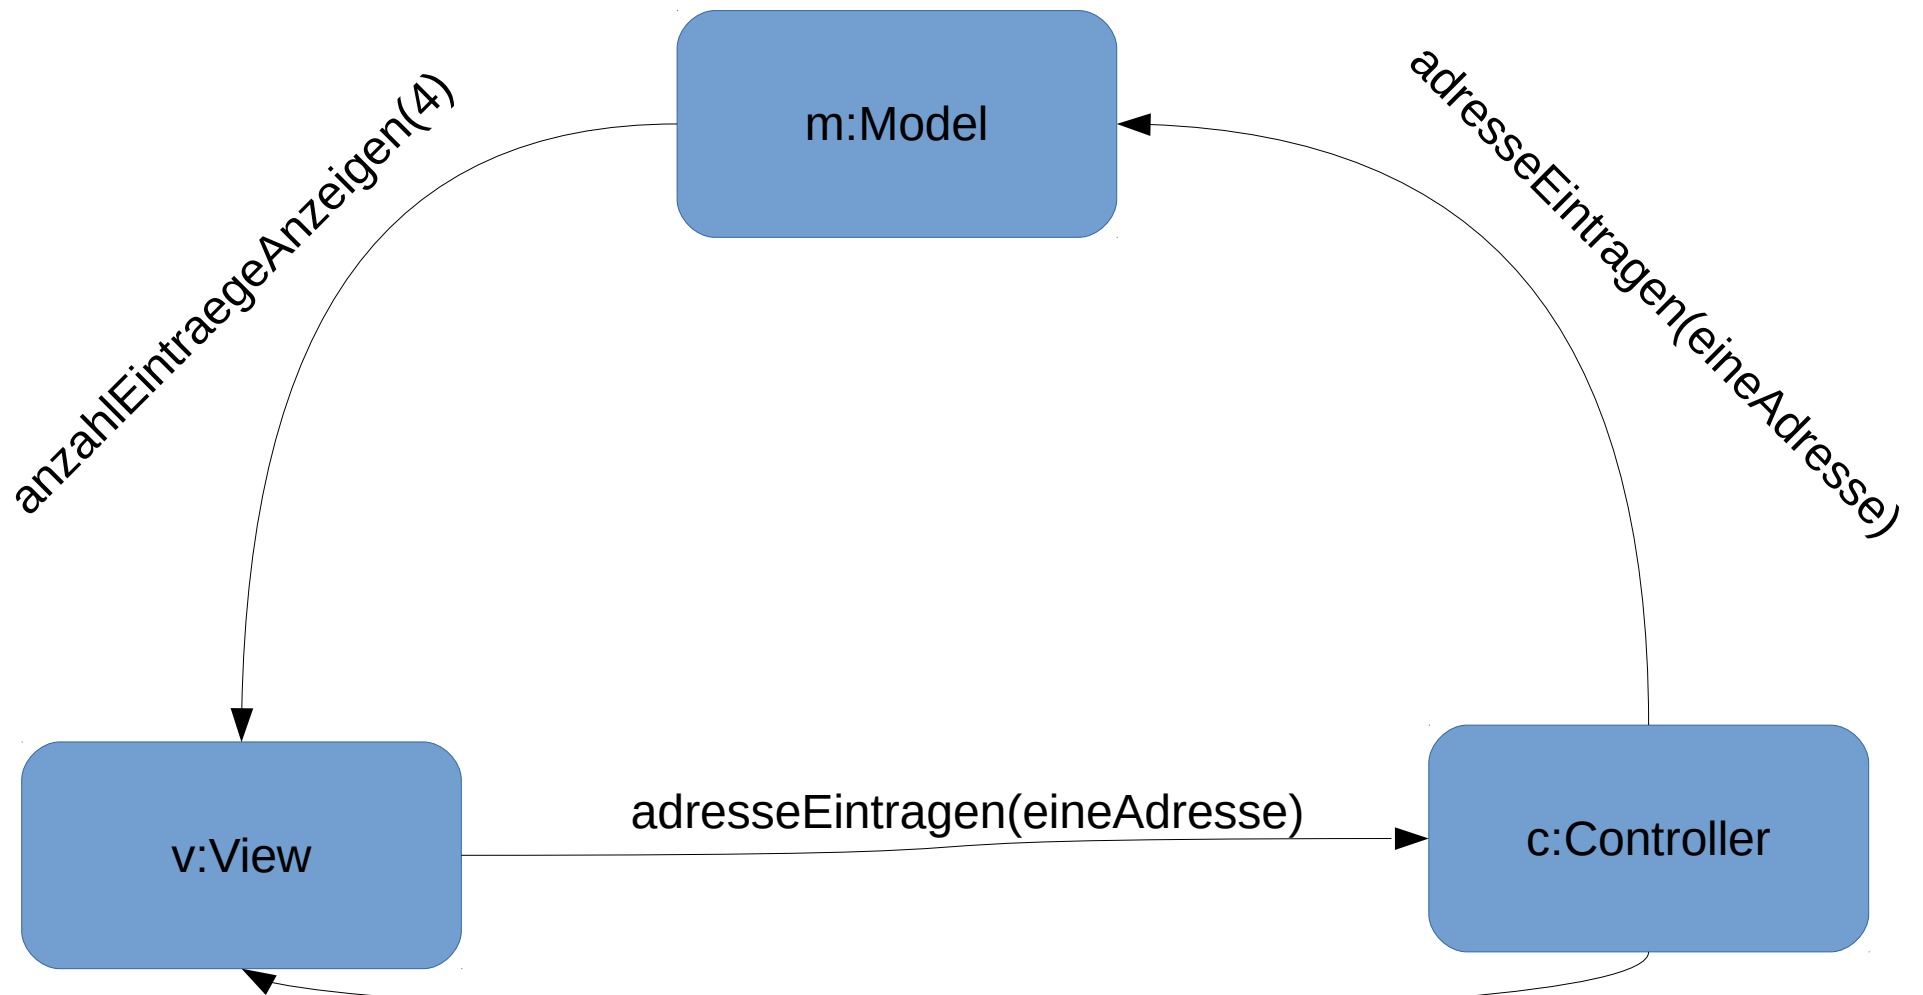 m:Model
anzahlEintraegeAnzeigen(4)
adresseEintragen(eineAdresse)
adresseEintragen(eineAdresse)
v:View
c:Controller